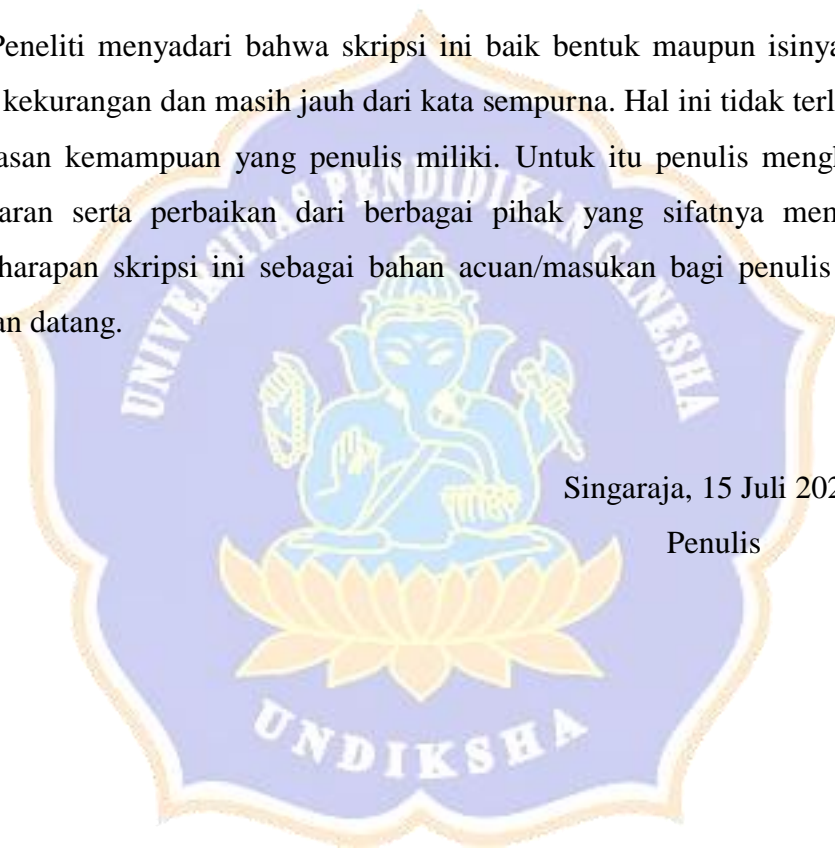 Peneliti menyadari bahwa skripsi ini baik bentuk maupun isinya
kekurangan dan masih jauh dari kata sempurna. Hal ini tidak terl
asan kemampuan yang penulis miliki. Untuk itu penulis mengh
aran serta perbaikan dari berbagai pihak yang sifatnya mem
harapan skripsi ini sebagai bahan acuan/masukan bagi penulis
an datang.
UNIVERSITAS PENDIDIKAN GANESHA
Singaraja, 15 Juli 202
Penulis
UNDIKSHA